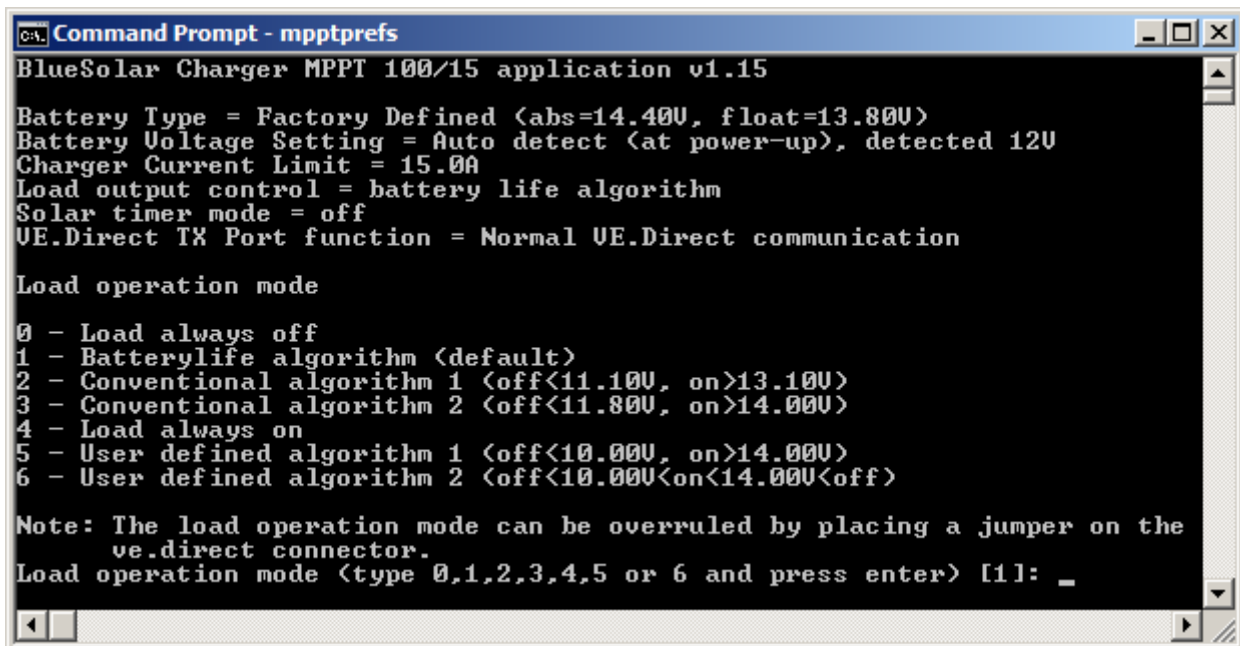 Command Prompt - mpptprefs
BlueSolar Charger MPPT 100/15 application v1.15
Battery Type = Factory Defined (abs=14.40V, float=13.80V)
Battery Voltage Setting = Auto detect (at power-up), detected 12V
Charger Current Limit = 15.0A
Load output control = battery life algorithm
Solar timer mode = off
VE.Direct TX Port function = Normal VE.Direct communication
Load operation mode
0 - Load always off
1 - Batterylife algorithm (default)
2 - Conventional algorithm 1 (off<11.10V, on>13.10V)
3 - Conventional algorithm 2 (off<11.80V, on>14.00V)
4 - Load always on
5 - User defined algorithm 1 (off<10.00V, on>14.00V)
6 - User defined algorithm 2 (off<10.00V<on<14.00V<off)
Note: The load operation mode can be overruled by placing a jumper on the
ve.direct connector.
Load operation mode (type 0,1,2,3,4,5 or 6 and press enter) [1]: _